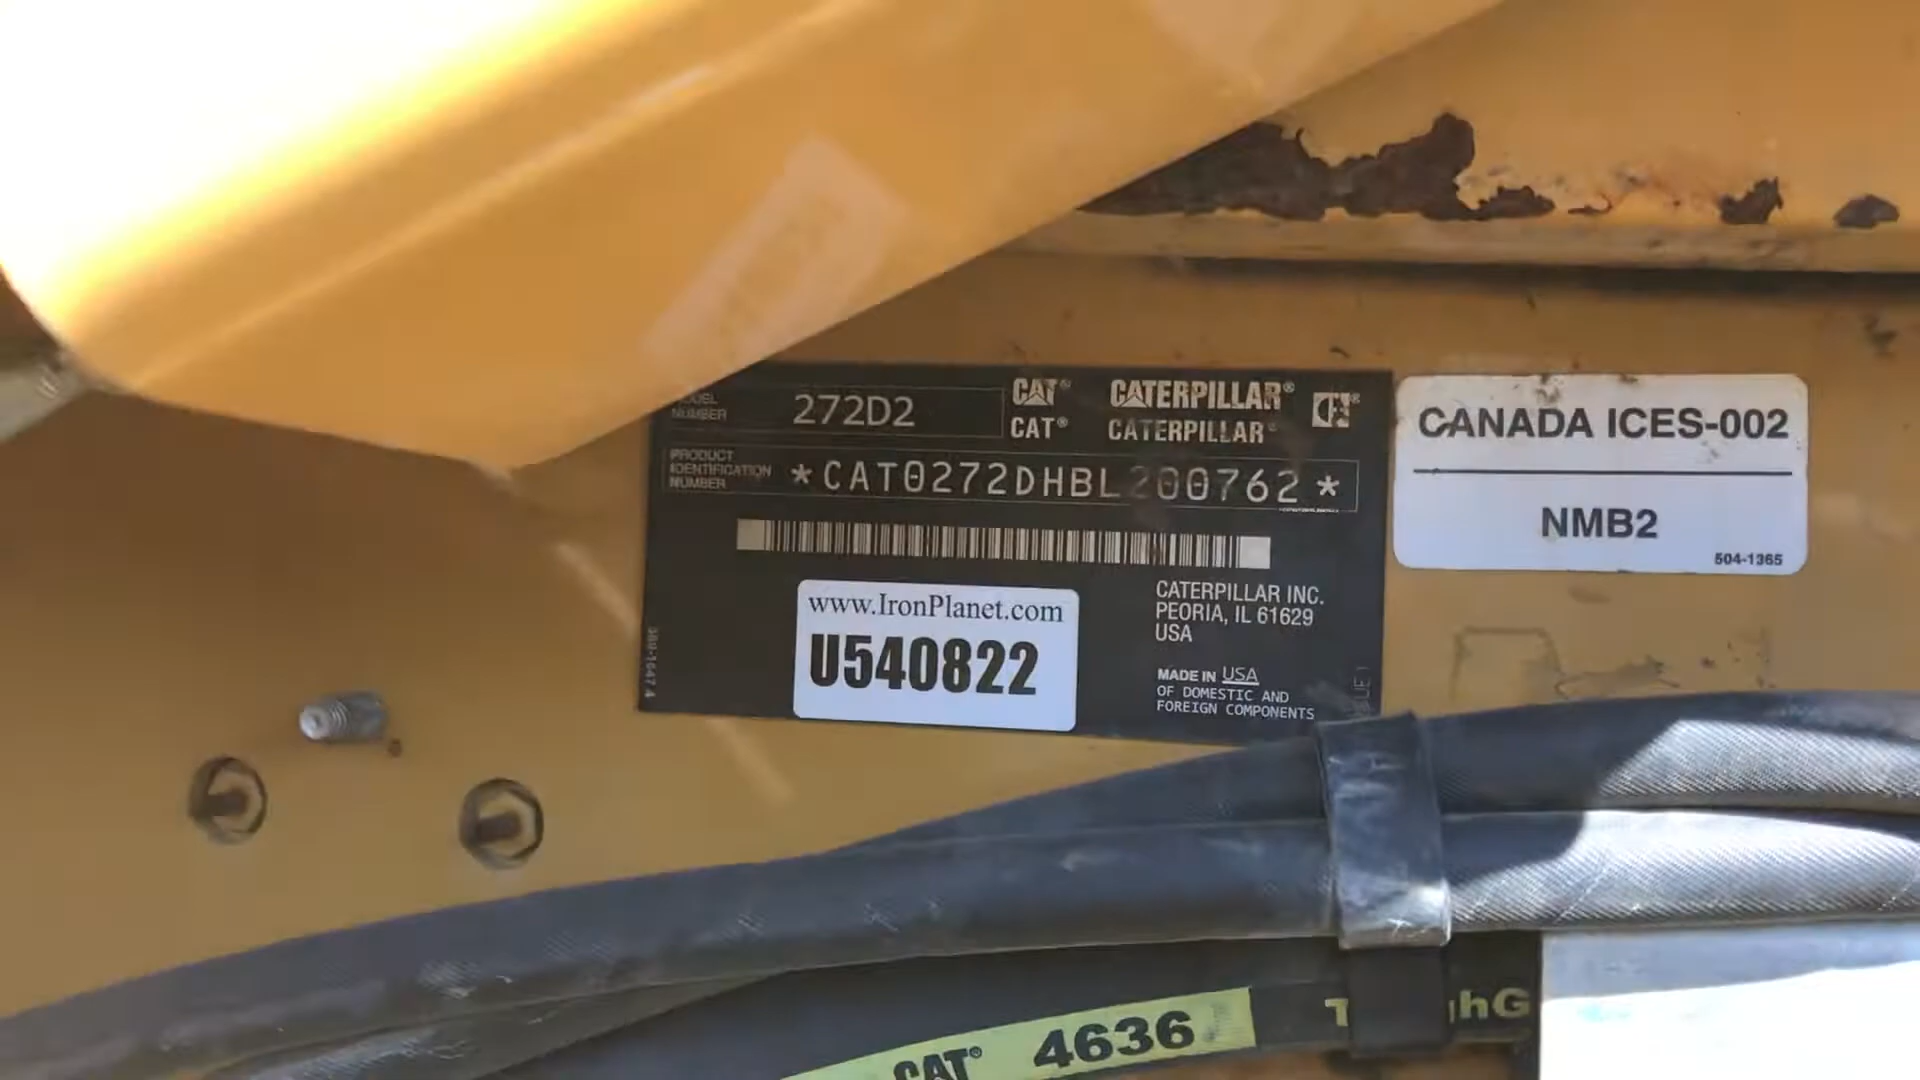 MODEL
NUMBER
272D2
CAT® CATERPILLAR®
CAT® CATERPILLAR®
PRODUCT
IDENTIFICATION
NUMBER
*CAT0272DHBL200762*
www.IronPlanet.com
U540822
CATERPILLAR INC.
PEORIA, IL 61629
USA
MADE IN USA
OF DOMESTIC AND
FOREIGN COMPONENTS
CANADA ICES-002
NMB2
504-1365
CAT® 4636